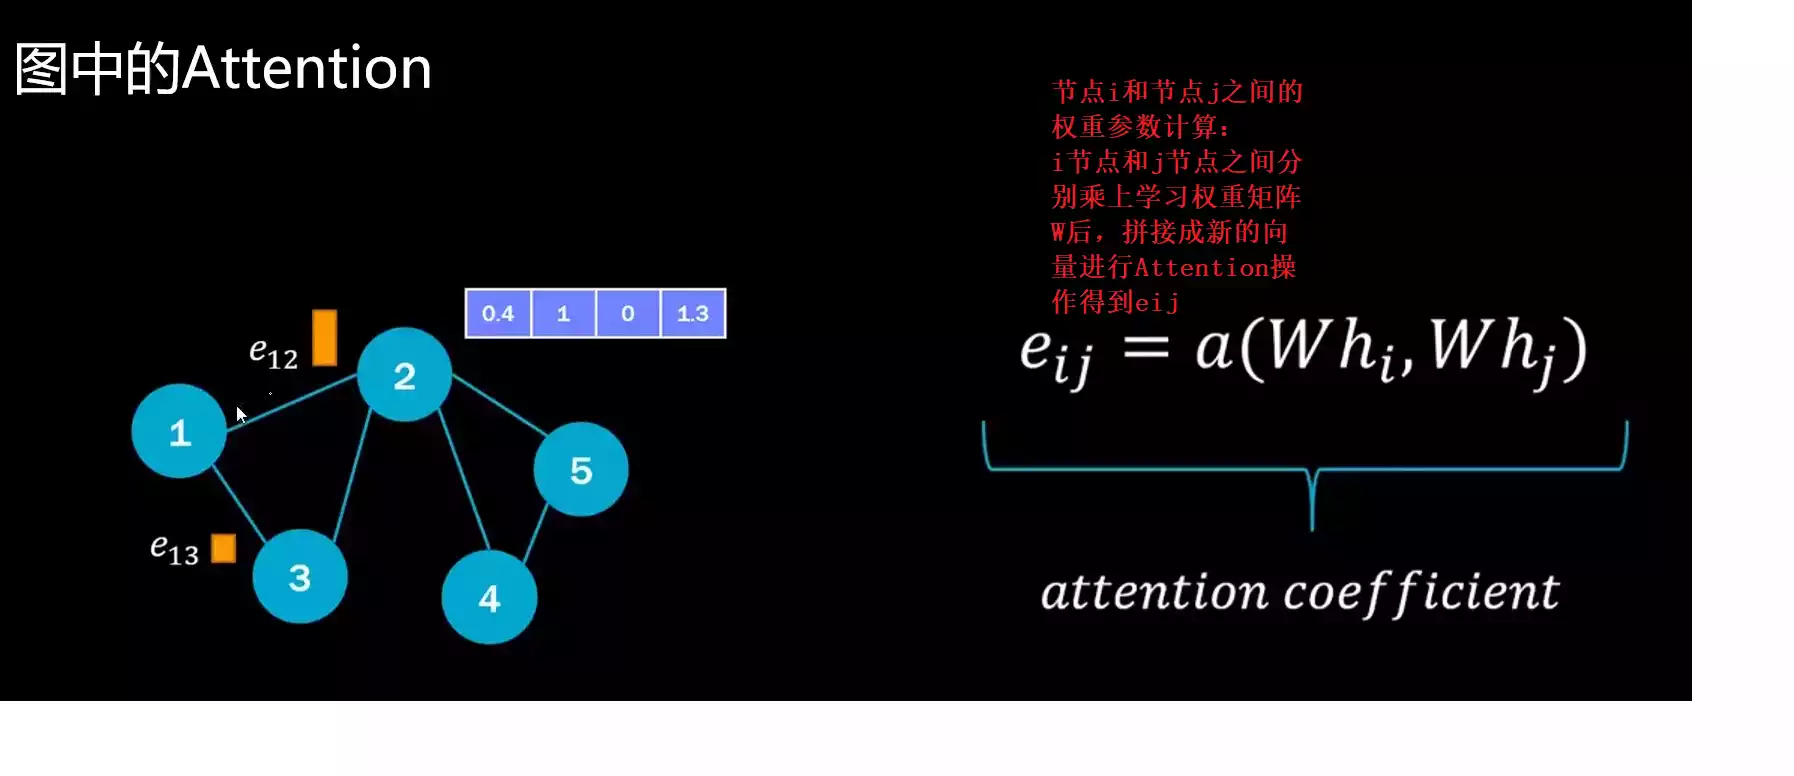 图中的Attention
节点i和节点j之间的
权重参数计算：
i节点和j节点之间分
别乘上学习权重矩阵
W后，拼接成新的向
量进行Attention操
作得到eij
e_{12}
0.4 1 0 1.3
e_{ij} = a(Wh_i, Wh_j)
2
1
5
e_{13}
3
4
attention coefficient